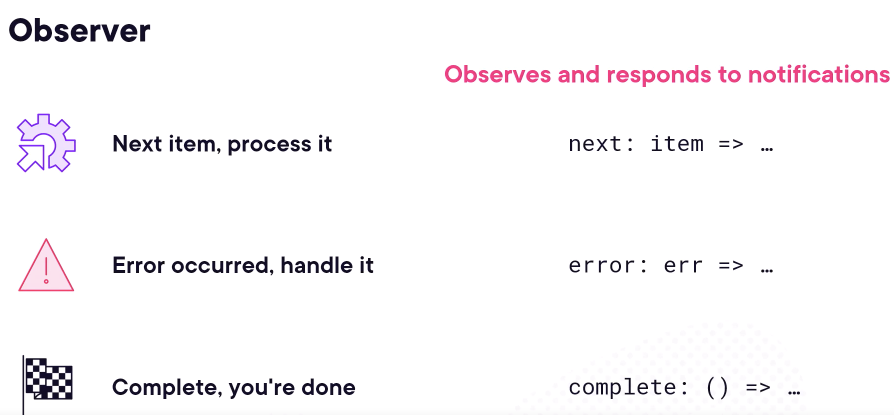 Observer
Observes and responds to notifications
Next item, process it
next: item => …
Error occurred, handle it
error: err => …
Complete, you're done
complete: () => …